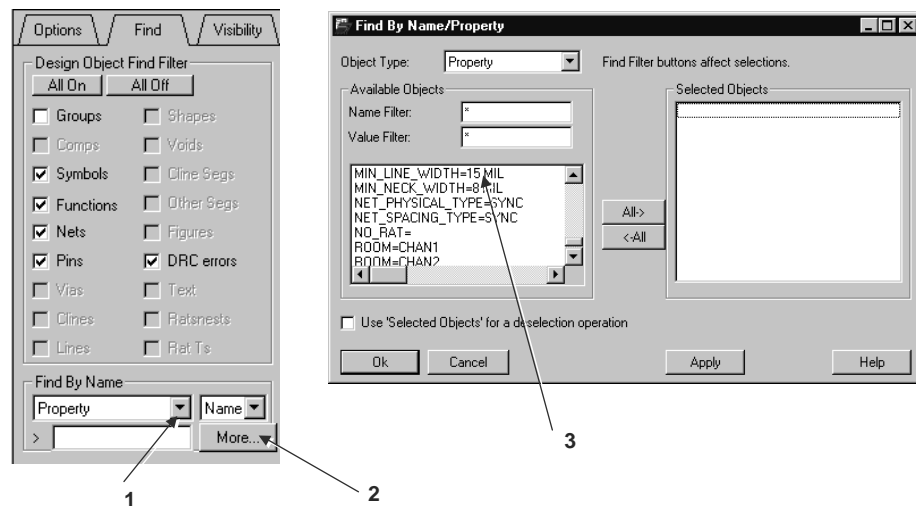 Options
Find
Visibility
Design Object Find Filter
All On
All Off
Groups
Shapes
Comps
Voids
Symbols
Cline Segs
Functions
Other Segs
Nets
Figures
Pins
DRC errors
Vias
Text
Clines
Ratsnests
Lines
Rat Ts
Find By Name
Property
Name
>
More...
1
2
Find By Name/Property
Object Type:
Property
Find Filter buttons affect selections.
Available Objects
Name Filter:
*
Value Filter:
*
MIN_LINE_WIDTH=15 MIL
MIN_NECK_WIDTH=8 MIL
NET_PHYSICAL_TYPE=SYNC
NET_SPACING_TYPE=SYNC
NO_RAT=
ROOM=CHAN1
ROOM=CHAN2
All->
<-All
Selected Objects
Use 'Selected Objects' for a deselection operation
Ok
Cancel
Apply
Help
3